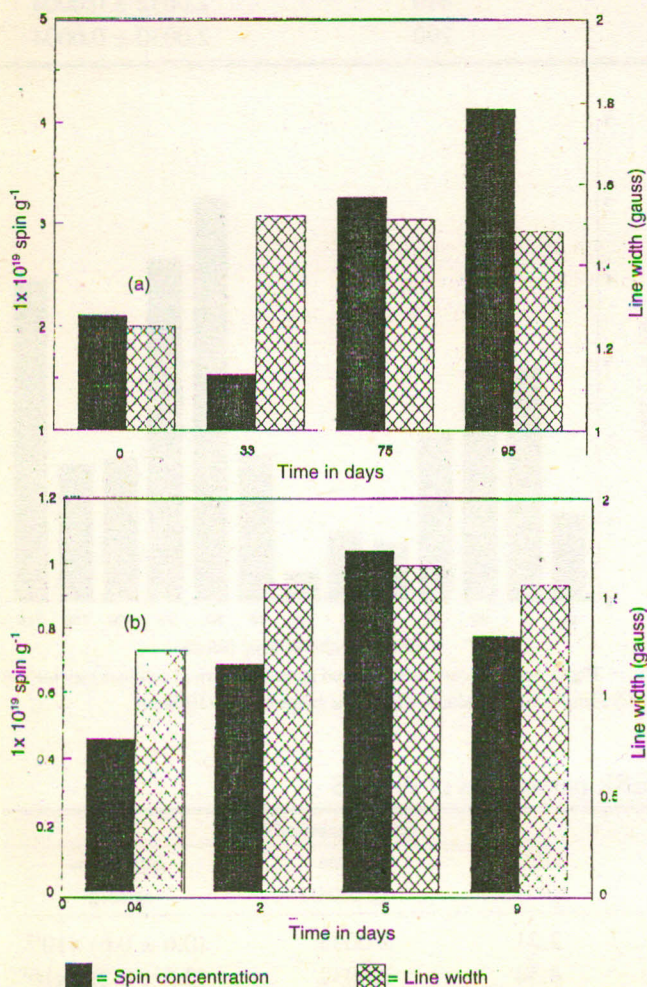 200
5
2
4
1.8
3
1.6
1.4
2
1.2
1
1
1x 10¹⁹ spin g⁻¹
Line width (gauss)
(a)
0 33 75 95
Time in days
1.2
2
1
0.8
1.5
0.6
1
0.4
0.2
0.5
0
0
1x 10¹⁹ spin g⁻¹
Line width (gauss)
(b)
0 .04 2 5 9
Time in days
= Spin concentration = Line width